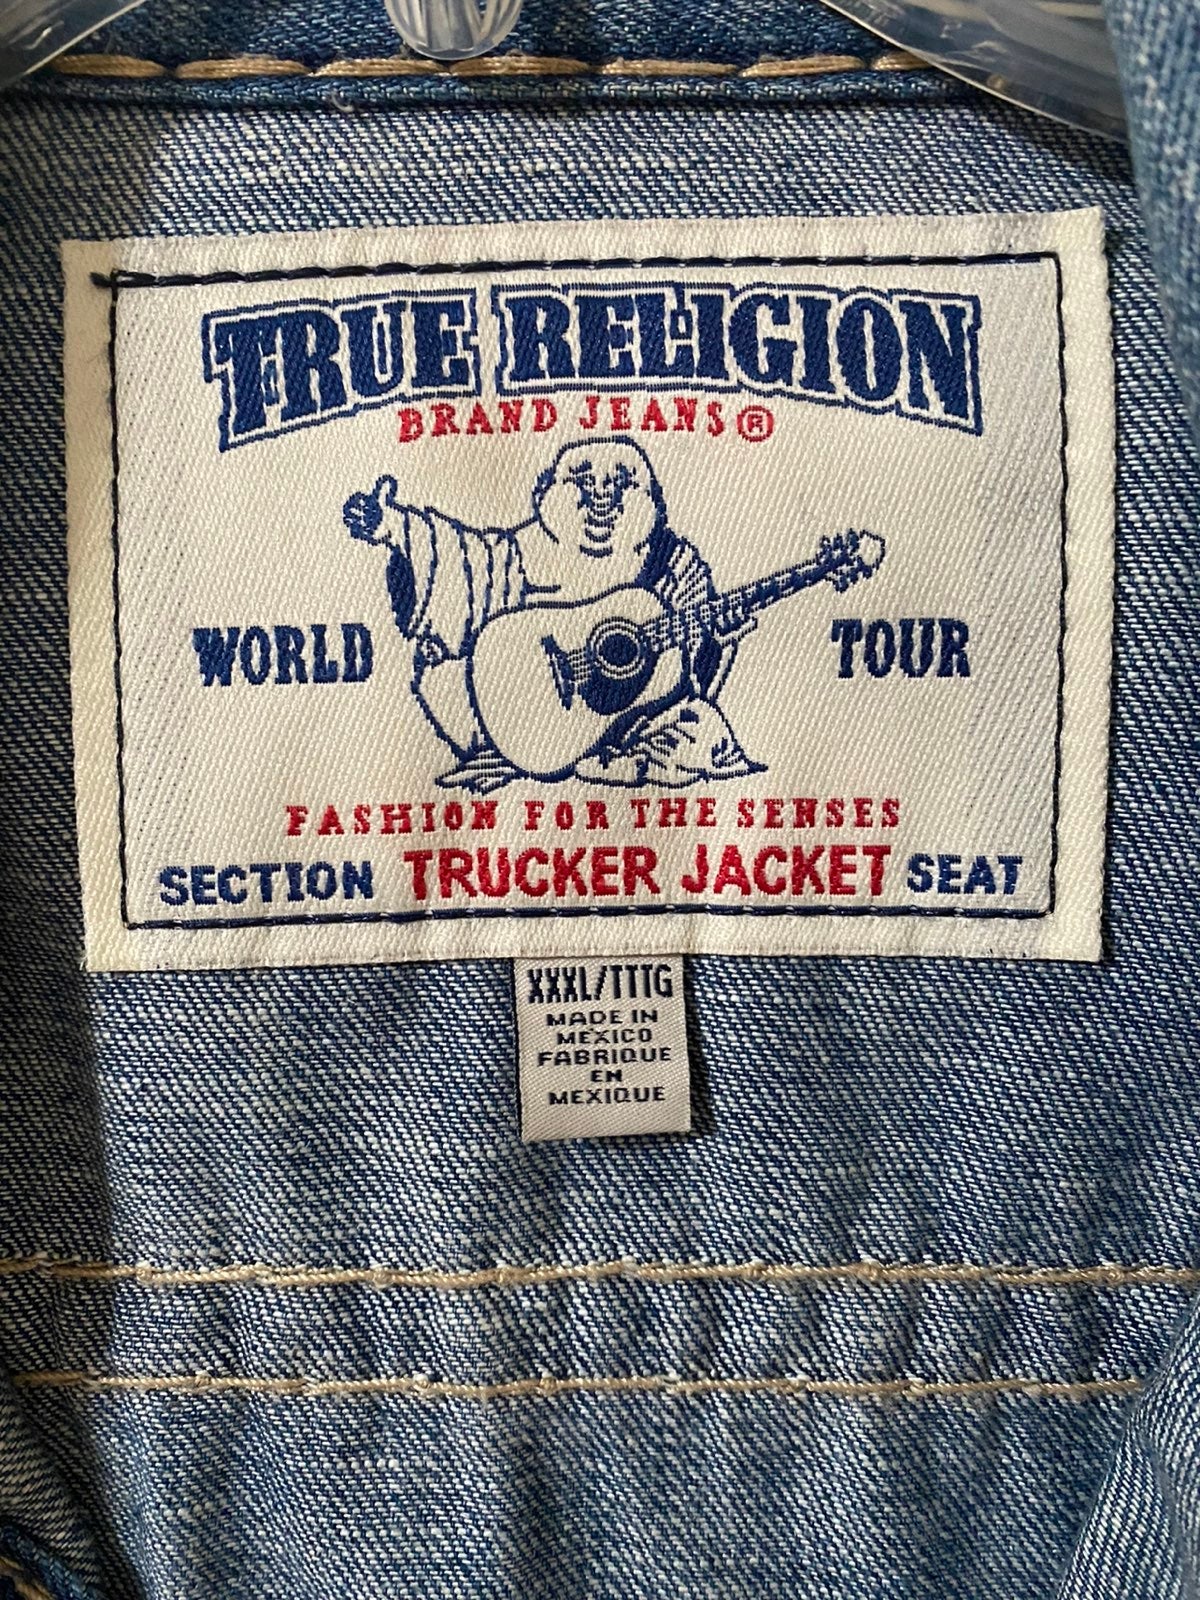 TRUE RELIGION
BRAND JEANS®
WORLD TOUR
FASHION FOR THE SENSES
SECTION TRUCKER JACKET SEAT
XXXL/TTTG
MADE IN
MEXICO
FABRIQUE
EN
MEXIQUE